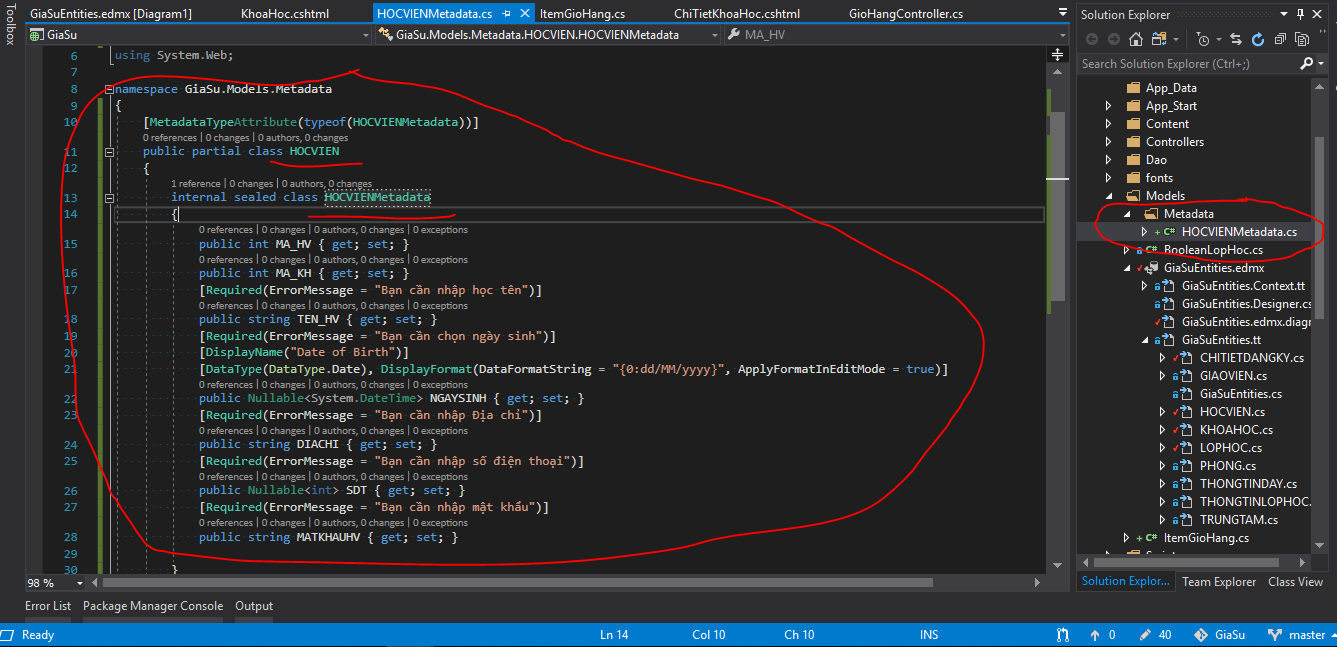 Toolbox
GiaSuEntities.edmx [Diagram1]
KhoaHoc.cshtml
HOCVIENMetadata.cs
ItemGioHang.cs
ChiTietKhoaHoc.cshtml
GioHangController.cs
GiaSu
GiaSu.Models.Metadata.HOCVIEN.HOCVIENMetadata
MA_HV
6 using System.Web;
7
8 namespace GiaSu.Models.Metadata
9 {
10 [MetadataTypeAttribute(typeof(HOCVIENMetadata))]
0 references | 0 changes | 0 authors, 0 changes
11 public partial class HOCVIEN
12 {
1 reference | 0 changes | 0 authors, 0 changes
13 internal sealed class HOCVIENMetadata
14 {
0 references | 0 changes | 0 authors, 0 changes | 0 exceptions
15 public int MA_HV { get; set; }
0 references | 0 changes | 0 authors, 0 changes | 0 exceptions
16 public int MA_KH { get; set; }
17 [Required(ErrorMessage = "Bạn cần nhập học tên")]
0 references | 0 changes | 0 authors, 0 changes | 0 exceptions
18 public string TEN_HV { get; set; }
19 [Required(ErrorMessage = "Bạn cần chọn ngày sinh")]
20 [DisplayName("Date of Birth")]
21 [DataType(DataType.Date), DisplayFormat(DataFormatString = "{0:dd/MM/yyyy}", ApplyFormatInEditMode = true)]
0 references | 0 changes | 0 authors, 0 changes | 0 exceptions
22 public Nullable<System.DateTime> NGAYSINH { get; set; }
23 [Required(ErrorMessage = "Bạn cần nhập Địa chỉ")]
0 references | 0 changes | 0 authors, 0 changes | 0 exceptions
24 public string DIACHI { get; set; }
25 [Required(ErrorMessage = "Bạn cần nhập số điện thoại")]
0 references | 0 changes | 0 authors, 0 changes | 0 exceptions
26 public Nullable<int> SDT { get; set; }
27 [Required(ErrorMessage = "Bạn cần nhập mật khẩu")]
0 references | 0 changes | 0 authors, 0 changes | 0 exceptions
28 public string MATKHAUHV { get; set; }
29
30 }
98 %
Error List Package Manager Console Output
Ready Ln 14 Col 10 Ch 10 INS 0 40 GiaSu master
Solution Explorer
Search Solution Explorer (Ctrl+;)
App_Data
App_Start
Content
Controllers
Dao
fonts
Models
Metadata
HOCVIENMetadata.cs
BooleanLopHoc.cs
GiaSuEntities.edmx
GiaSuEntities.Context.tt
GiaSuEntities.Designer.cs
GiaSuEntities.edmx.diagr
GiaSuEntities.tt
CHITIETDANGKY.cs
GIAOVIEN.cs
GiaSuEntities.cs
HOCVIEN.cs
KHOAHOC.cs
LOPHOC.cs
PHONG.cs
THONGTINDAY.cs
THONGTINLOPHOC.
TRUNGTAM.cs
ItemGioHang.cs
Solution Explor... Team Explorer Class View